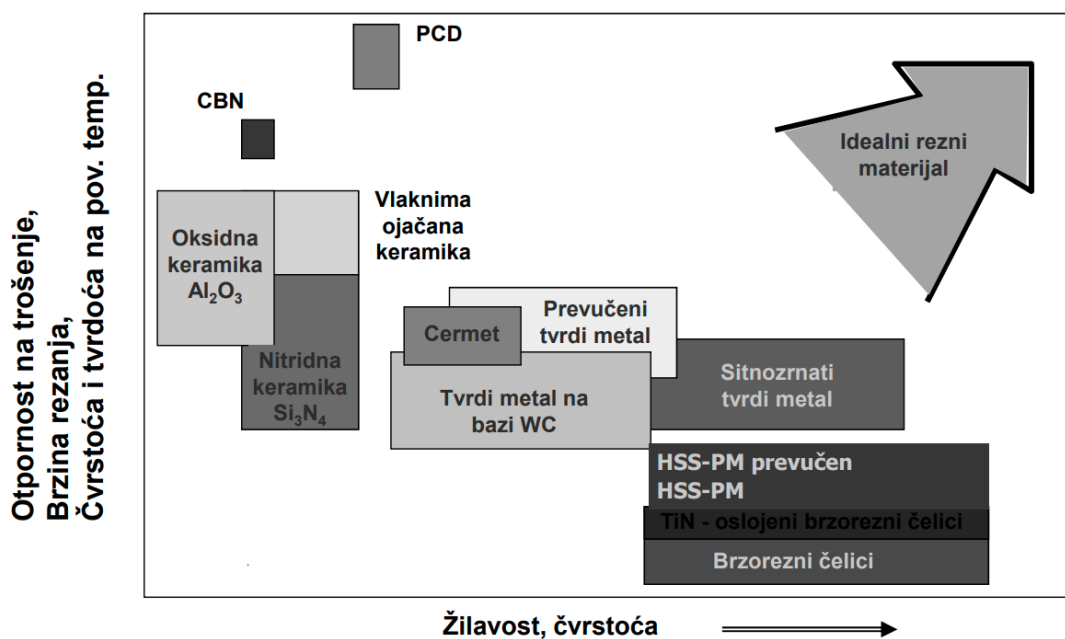 Otpornost na trošenje,
Brzina rezanja,
Čvrstoća i tvrdoća na pov. temp.
PCD
CBN
Idealni rezni
materijal
Vlaknima
ojačana
keramika
Oksidna
keramika
Al₂O₃
Nitridna
keramika
Si₃N₄
Cermet
Prevučeni
tvrdi metal
Tvrdi metal na
bazi WC
Sitnozrnati
tvrdi metal
HSS-PM prevučen
HSS-PM
TiN - oslojeni brzorezni čelici
Brzorezni čelici
Žilavost, čvrstoća